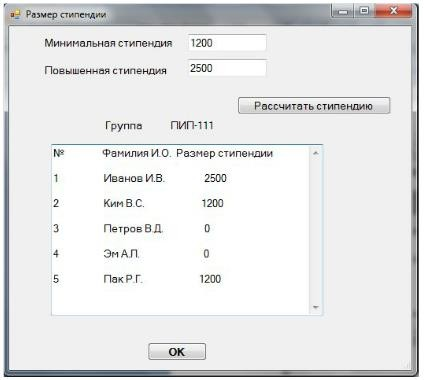 Размер стипендии
Минимальная стипендия 1200
Повышенная стипендия 2500
Рассчитать стипендию
Группа ПИП-111
№ Фамилия И.О. Размер стипендии
1 Иванов И.В. 2500
2 Ким В.С. 1200
3 Петров В.Д. 0
4 Эм А.П. 0
5 Пак Р.Г. 1200
OK